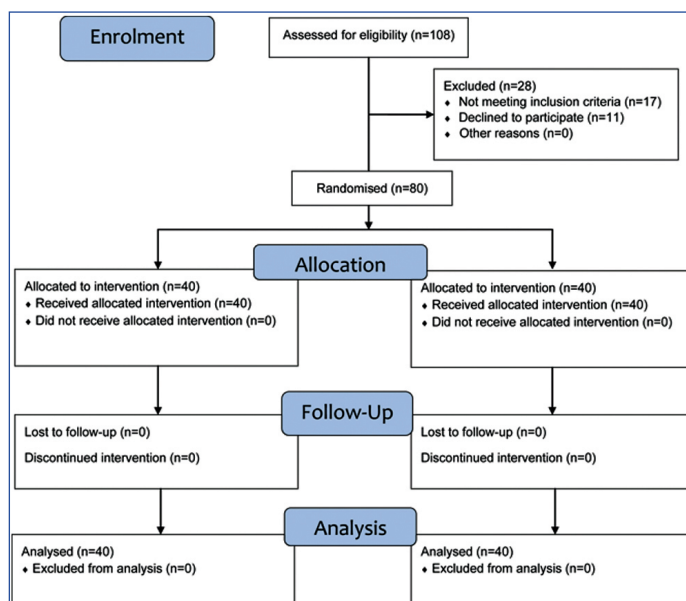 Enrolment
Assessed for eligibility (n=108)
Excluded (n=28)
♦ Not meeting inclusion criteria (n=17)
♦ Declined to participate (n=11)
♦ Other reasons (n=0)
Randomised (n=80)
Allocation
Allocated to intervention (n=40)
♦ Received allocated intervention (n=40)
♦ Did not receive allocated intervention (n=0)
Allocated to intervention (n=40)
♦ Received allocated intervention (n=40)
♦ Did not receive allocated intervention (n=0)
Follow-Up
Lost to follow-up (n=0)
Discontinued intervention (n=0)
Lost to follow-up (n=0)
Discontinued intervention (n=0)
Analysis
Analysed (n=40)
♦ Excluded from analysis (n=0)
Analysed (n=40)
♦ Excluded from analysis (n=0)